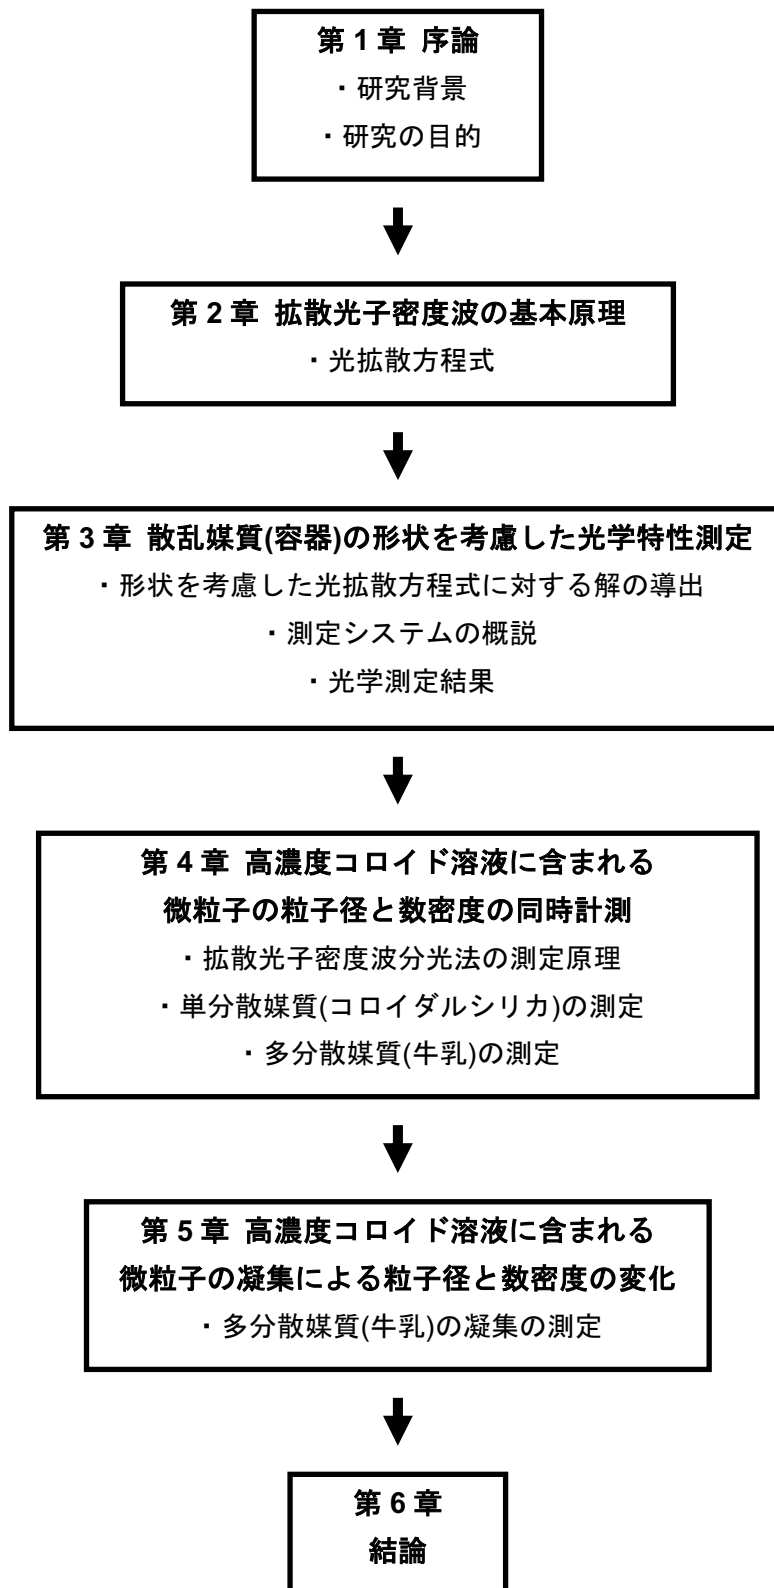 第 1 章 序論
・研究背景
・研究の目的
第 2 章 拡散光子密度波の基本原理
・光拡散方程式
第 3 章 散乱媒質(容器)の形状を考慮した光学特性測定
・形状を考慮した光拡散方程式に対する解の導出
・測定システムの概説
・光学測定結果
第 4 章 高濃度コロイド溶液に含まれる
微粒子の粒子径と数密度の同時計測
・拡散光子密度波分光法の測定原理
・単分散媒質(コロイダルシリカ)の測定
・多分散媒質(牛乳)の測定
第 5 章 高濃度コロイド溶液に含まれる
微粒子の凝集による粒子径と数密度の変化
・多分散媒質(牛乳)の凝集の測定
第 6 章
結論